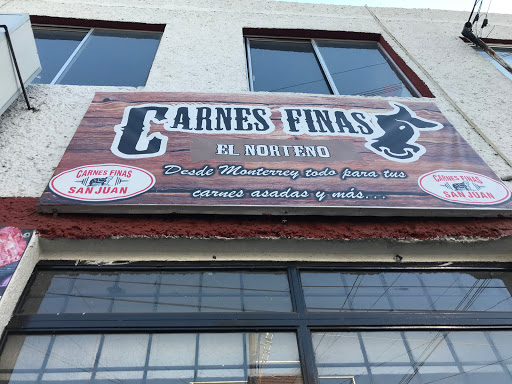 CARNES FINAS
EL NORTEÑO
Desde Monterrey todo para tus
carnes asadas y más...
CARNES FINAS
SAN JUAN
CARNES FINAS
SAN JUAN